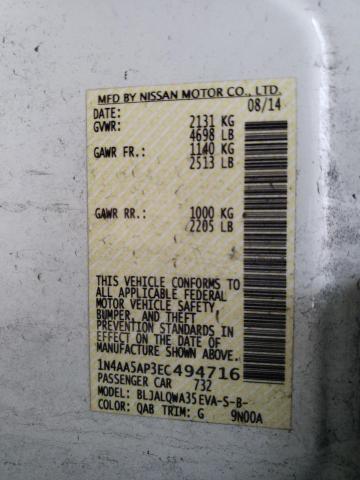 MFD BY NISSAN MOTOR CO., LTD.
DATE: 08/14
GVWR: 2131 KG
4698 LB
GAWR FR.: 1140 KG
2513 LB
GAWR RR.: 1000 KG
2205 LB
THIS VEHICLE CONFORMS TO
ALL APPLICABLE FEDERAL
MOTOR VEHICLE SAFETY
BUMPER, AND THEFT
PREVENTION STANDARDS IN
EFFECT ON THE DATE OF
MANUFACTURE SHOWN ABOVE.
1N4AA5AP3EC494716
PASSENGER CAR 732
MODEL: BLJALQWA35EVA-S-B-
COLOR: QAB TRIM: G 9N00A